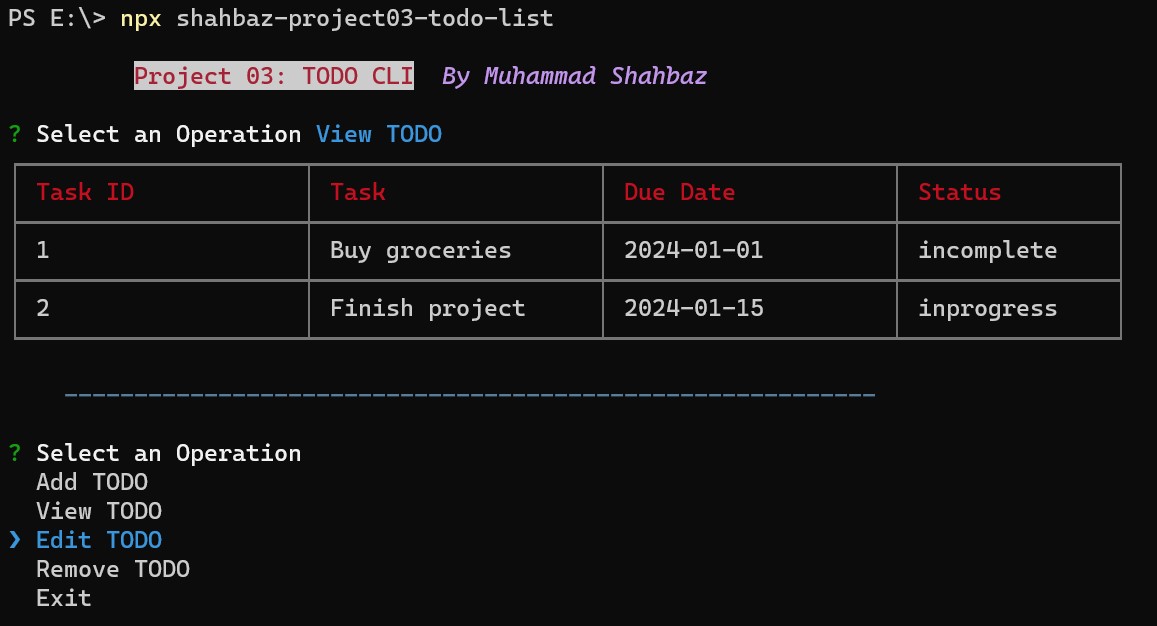 PS E:\> npx shahbaz-project03-todo-list
Project 03: TODO CLI  By Muhammad Shahbaz
? Select an Operation View TODO
Task ID Task Due Date Status
1 Buy groceries 2024-01-01 incomplete
2 Finish project 2024-01-15 inprogress
----------------------------------------------------------
? Select an Operation
Add TODO
View TODO
❯ Edit TODO
Remove TODO
Exit